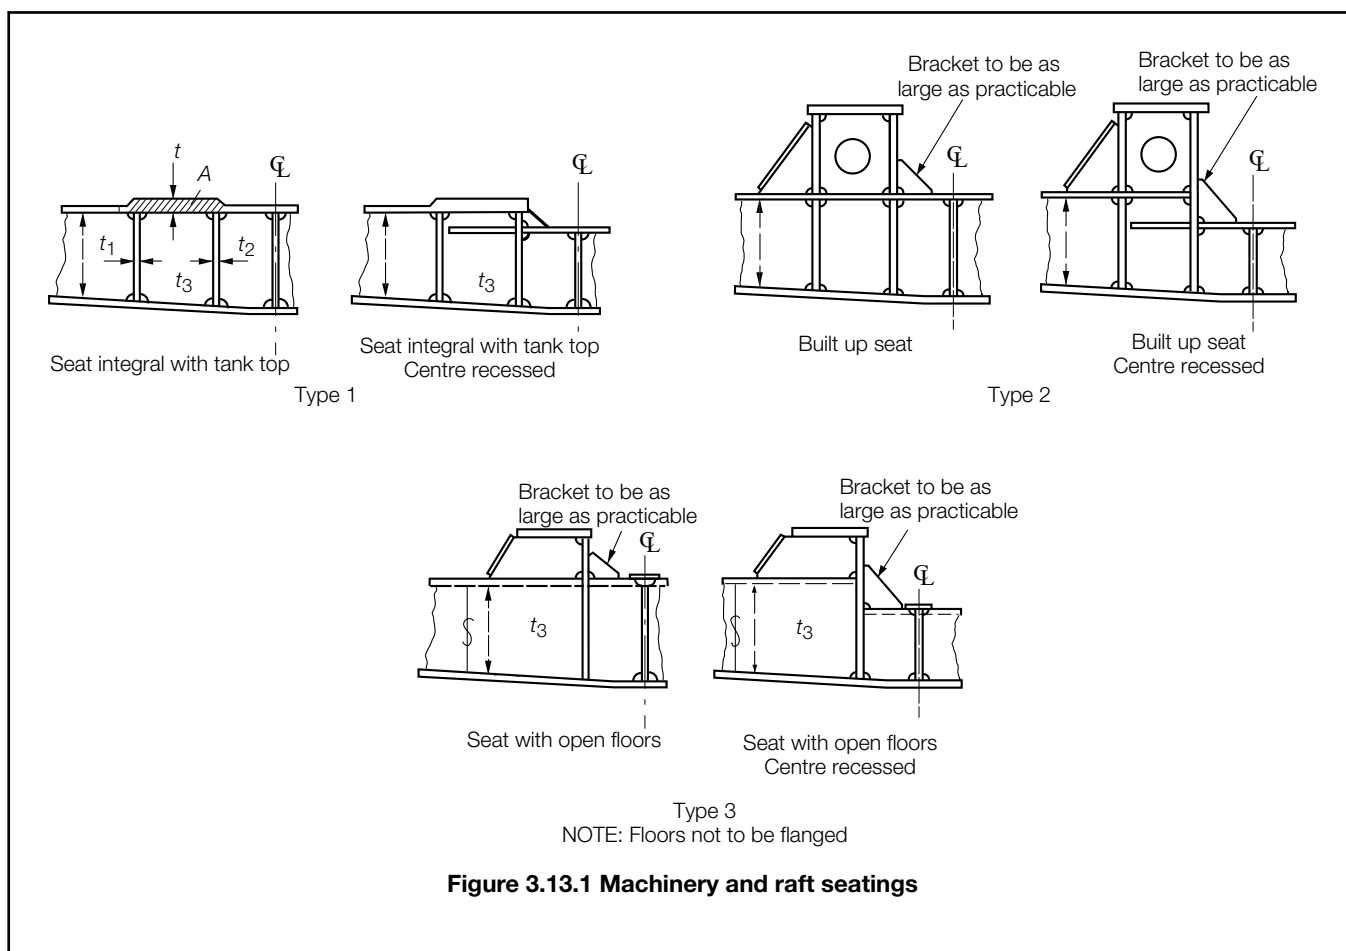 t
A
℄
t1
t2
t3
Seat integral with tank top
℄
t3
Seat integral with tank top
Centre recessed
Type 1
Bracket to be as
large as practicable
℄
Built up seat
Bracket to be as
large as practicable
℄
Built up seat
Centre recessed
Type 2
Bracket to be as
large as practicable
℄
S
t3
Seat with open floors
Bracket to be as
large as practicable
℄
S
t3
Seat with open floors
Centre recessed
Type 3
NOTE: Floors not to be flanged
Figure 3.13.1 Machinery and raft seatings